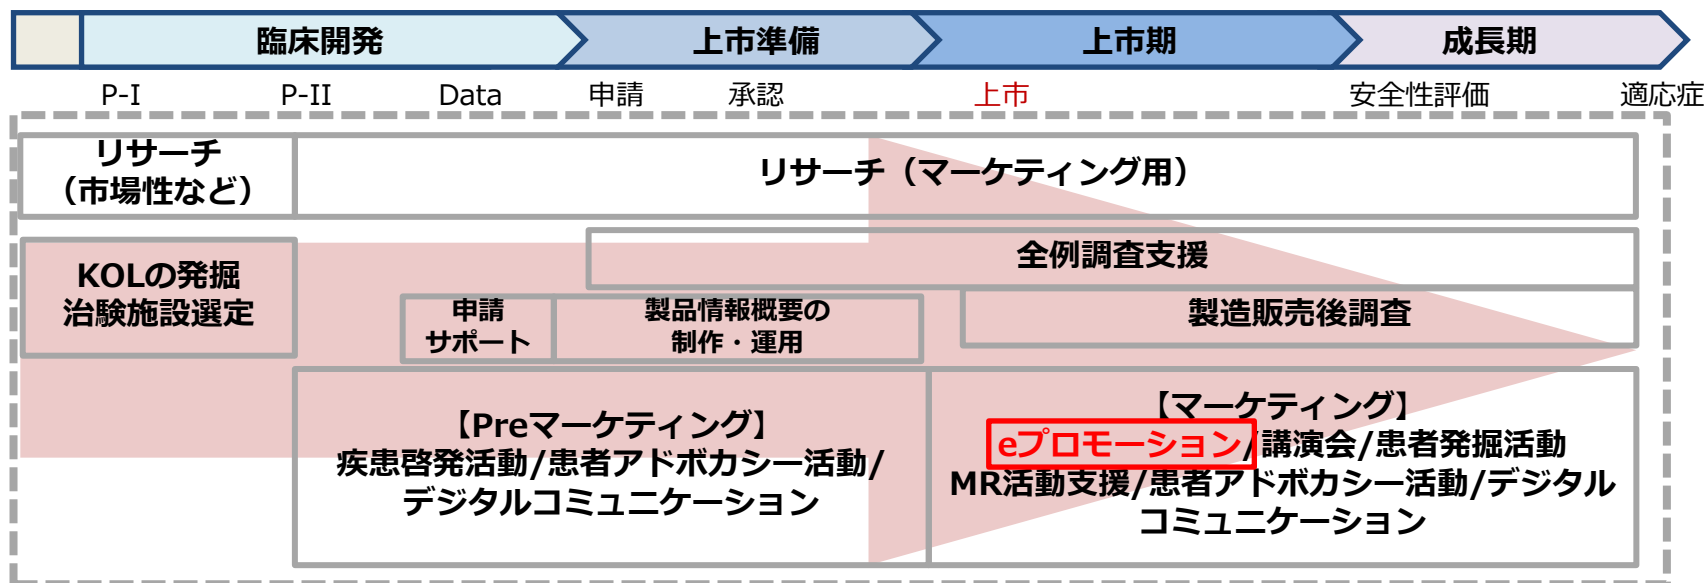 臨床開発
上市準備
上市期
成長期
P-I
P-II
Data
申請
承認
上市
安全性評価
適応症
リサーチ
（市場性など）
リサーチ（マーケティング用）
全例調査支援
KOLの発掘
治験施設選定
申請
サポート
製品情報概要の
制作・運用
製造販売後調査
【Preマーケティング】
疾患啓発活動/患者アドボカシー活動/
デジタルコミュニケーション
【マーケティング】
eプロモーション/講演会/患者発掘活動
MR活動支援/患者アドボカシー活動/デジタル
コミュニケーション